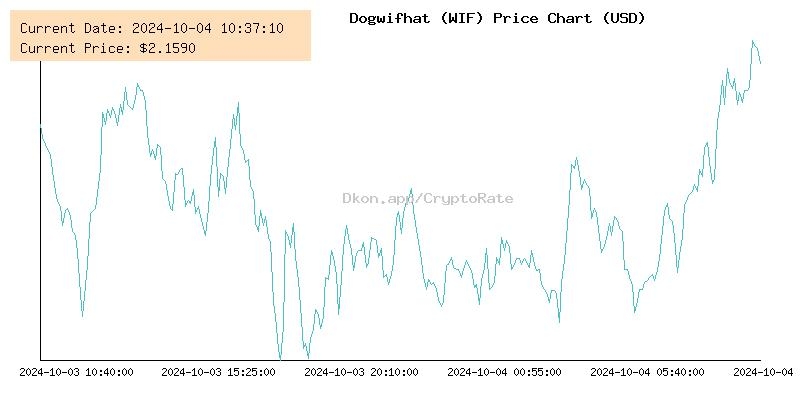 Dogwifhat (WIF) Price Chart (USD)
Current Date: 2024-10-04 10:37:10
Current Price: $2.1590
Dkon.app/CryptoRate
2024-10-03 10:40:00 2024-10-03 15:25:00 2024-10-03 20:10:00 2024-10-04 00:55:00 2024-10-04 05:40:00 2024-10-04